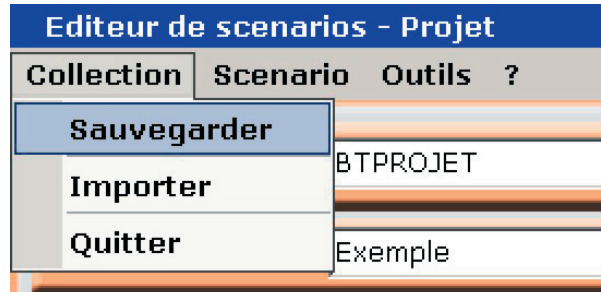 Editeur de scenarios - Projet
Collection Scenario Outils ?
Sauvegarder
BTPROJET
Importer
Quitter
Exemple